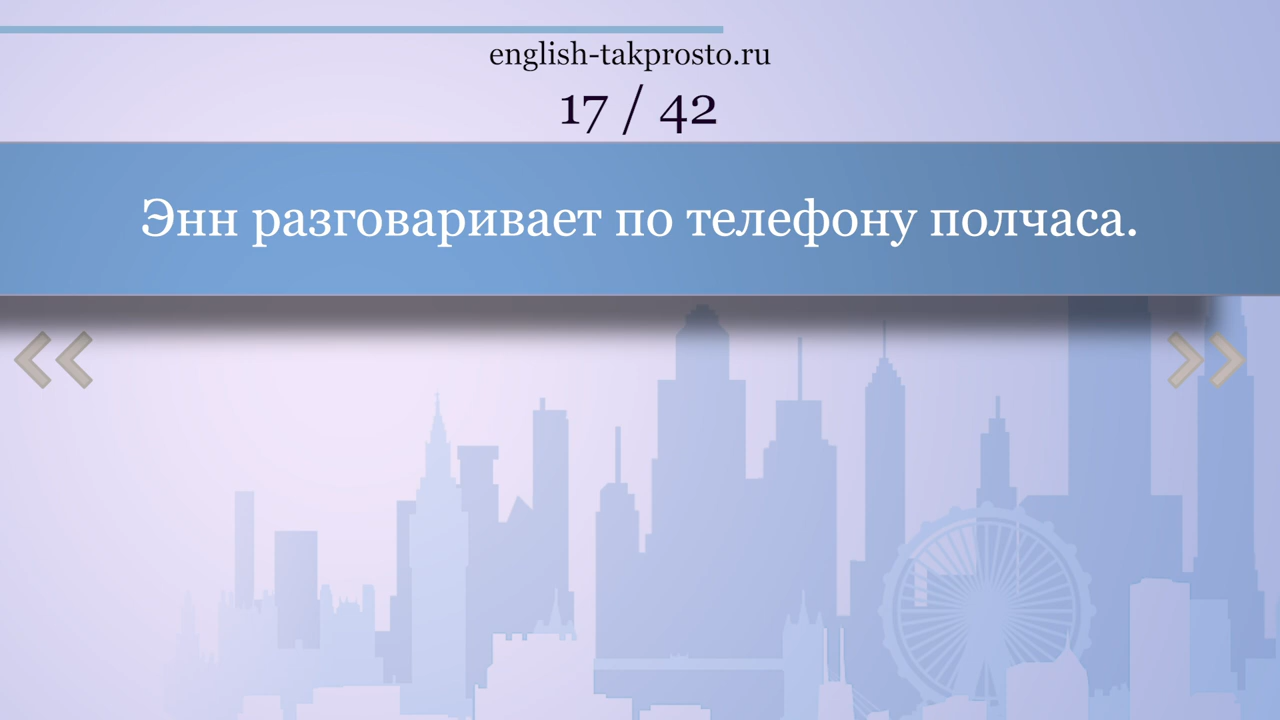 english-takprosto.ru
17 / 42
Энн разговаривает по телефону полчаса.